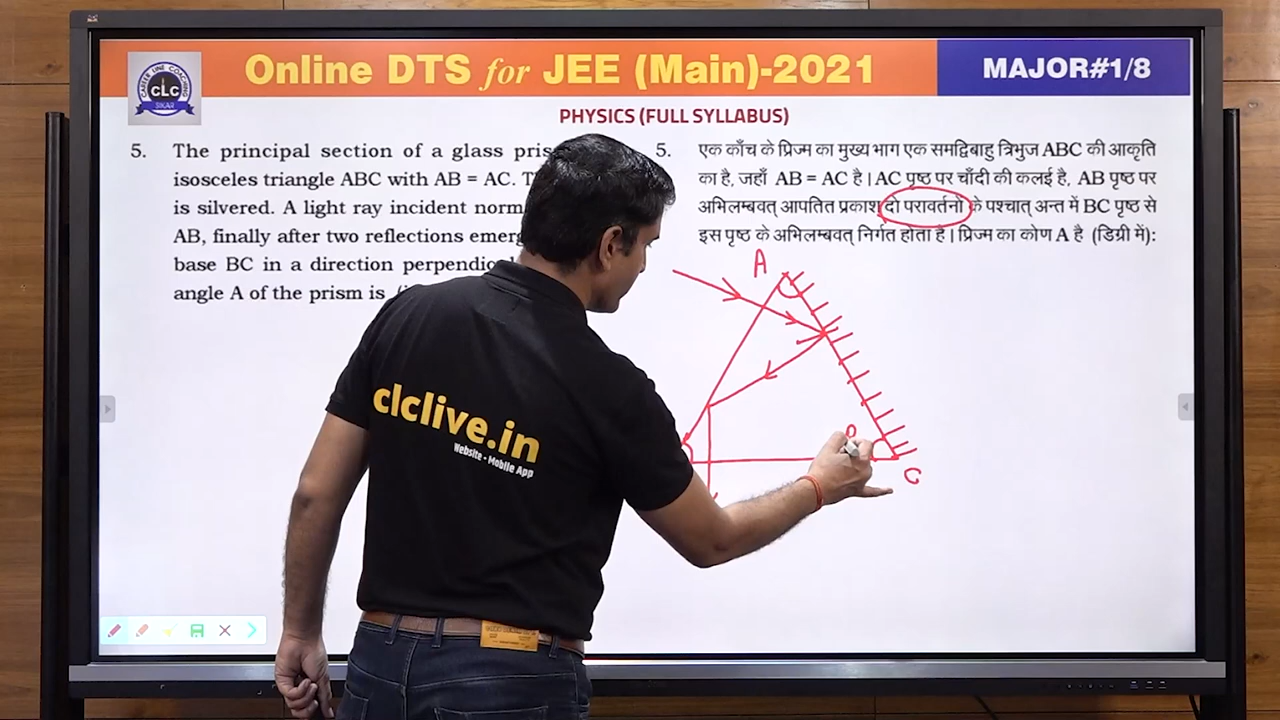 Online DTS for JEE (Main)-2021
MAJOR#1/8
CAREER LINE COACHING
CLC
SIKAR
PHYSICS (FULL SYLLABUS)
5. The principal section of a glass
isosceles triangle ABC with AB = AC.
is silvered. A light ray incident
AB, finally after two reflections
base BC in a direction
angle A of the prism is
5. एक काँच के प्रिज्म का मुख्य भाग एक समद्विबाहु त्रिभुज ABC की आकृति
का है, जहाँ AB = AC है। AC पृष्ठ पर चाँदी की कलई है, AB पृष्ठ पर
अभिलम्बवत् आपतित प्रकाश दो परावर्तनों के पश्चात् अन्त में BC पृष्ठ से
इस पृष्ठ के अभिलम्बवत् निर्गत होता है। प्रिज्म का कोण A है (डिग्री में):
A
C
clclive.in
Website - Mobile App